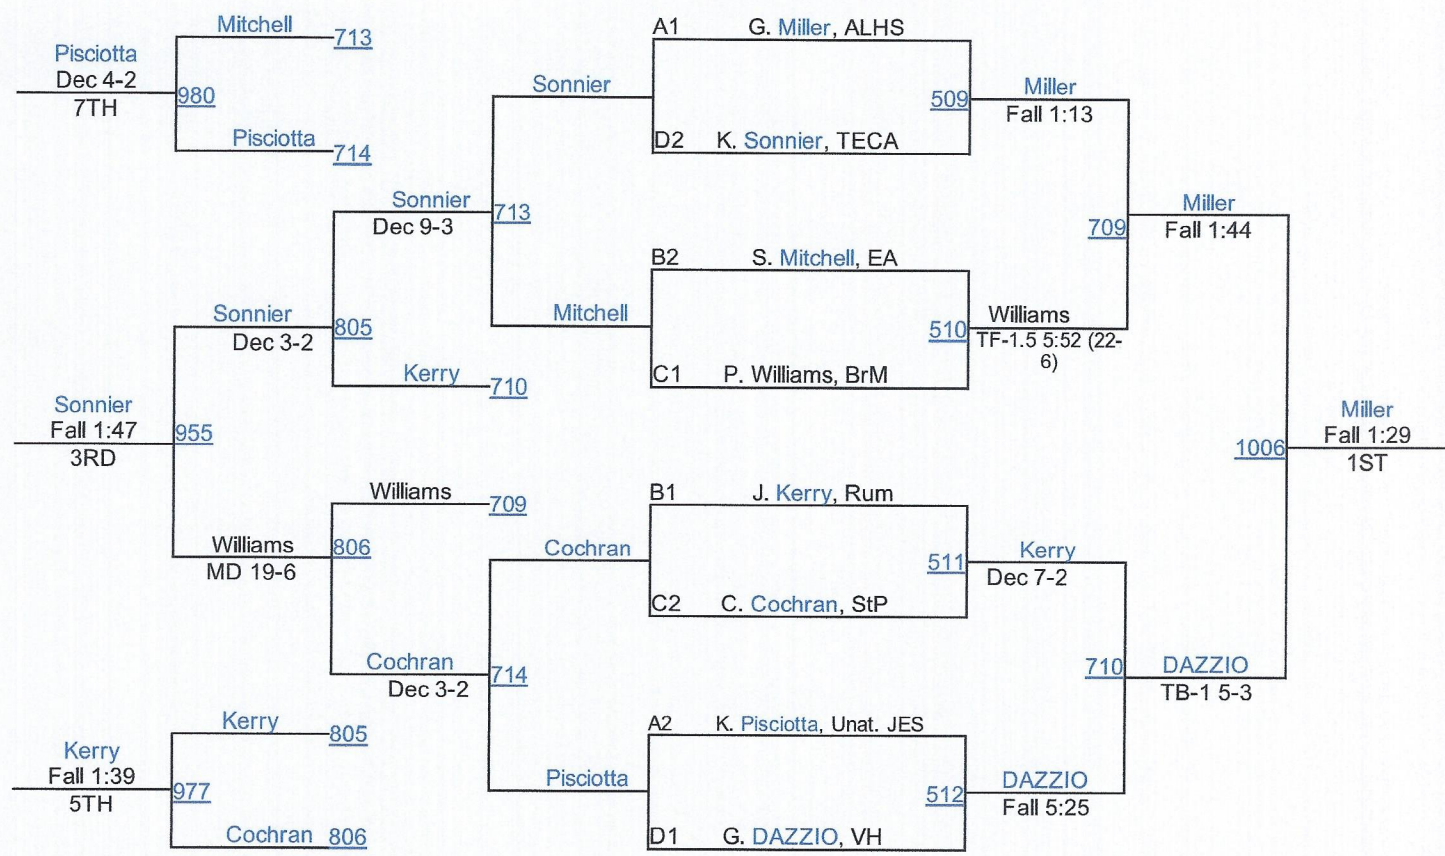 Mitchell
713
Pisciotta
Dec 4-2
7TH
980
Pisciotta
714
Sonnier
Dec 9-3
713
Sonnier
Dec 3-2
805
Kerry
710
Sonnier
Fall 1:47
3RD
955
Williams
709
Williams
MD 19-6
806
Cochran
Dec 3-2
714
Kerry
805
Kerry
Fall 1:39
5TH
977
Cochran 806
Sonnier
Mitchell
Cochran
Pisciotta
A1 G. Miller, ALHS
509
D2 K. Sonnier, TECA
B2 S. Mitchell, EA
510
C1 P. Williams, BrM
B1 J. Kerry, Rum
511
C2 C. Cochran, StP
A2 K. Pisciotta, Unat. JES
512
D1 G. DAZZIO, VH
Miller
Fall 1:13
709
Williams
TF-1.5 5:52 (22-
6)
Kerry
Dec 7-2
710
DAZZIO
Fall 5:25
Miller
Fall 1:44
1006
DAZZIO
TB-1 5-3
Miller
Fall 1:29
1ST